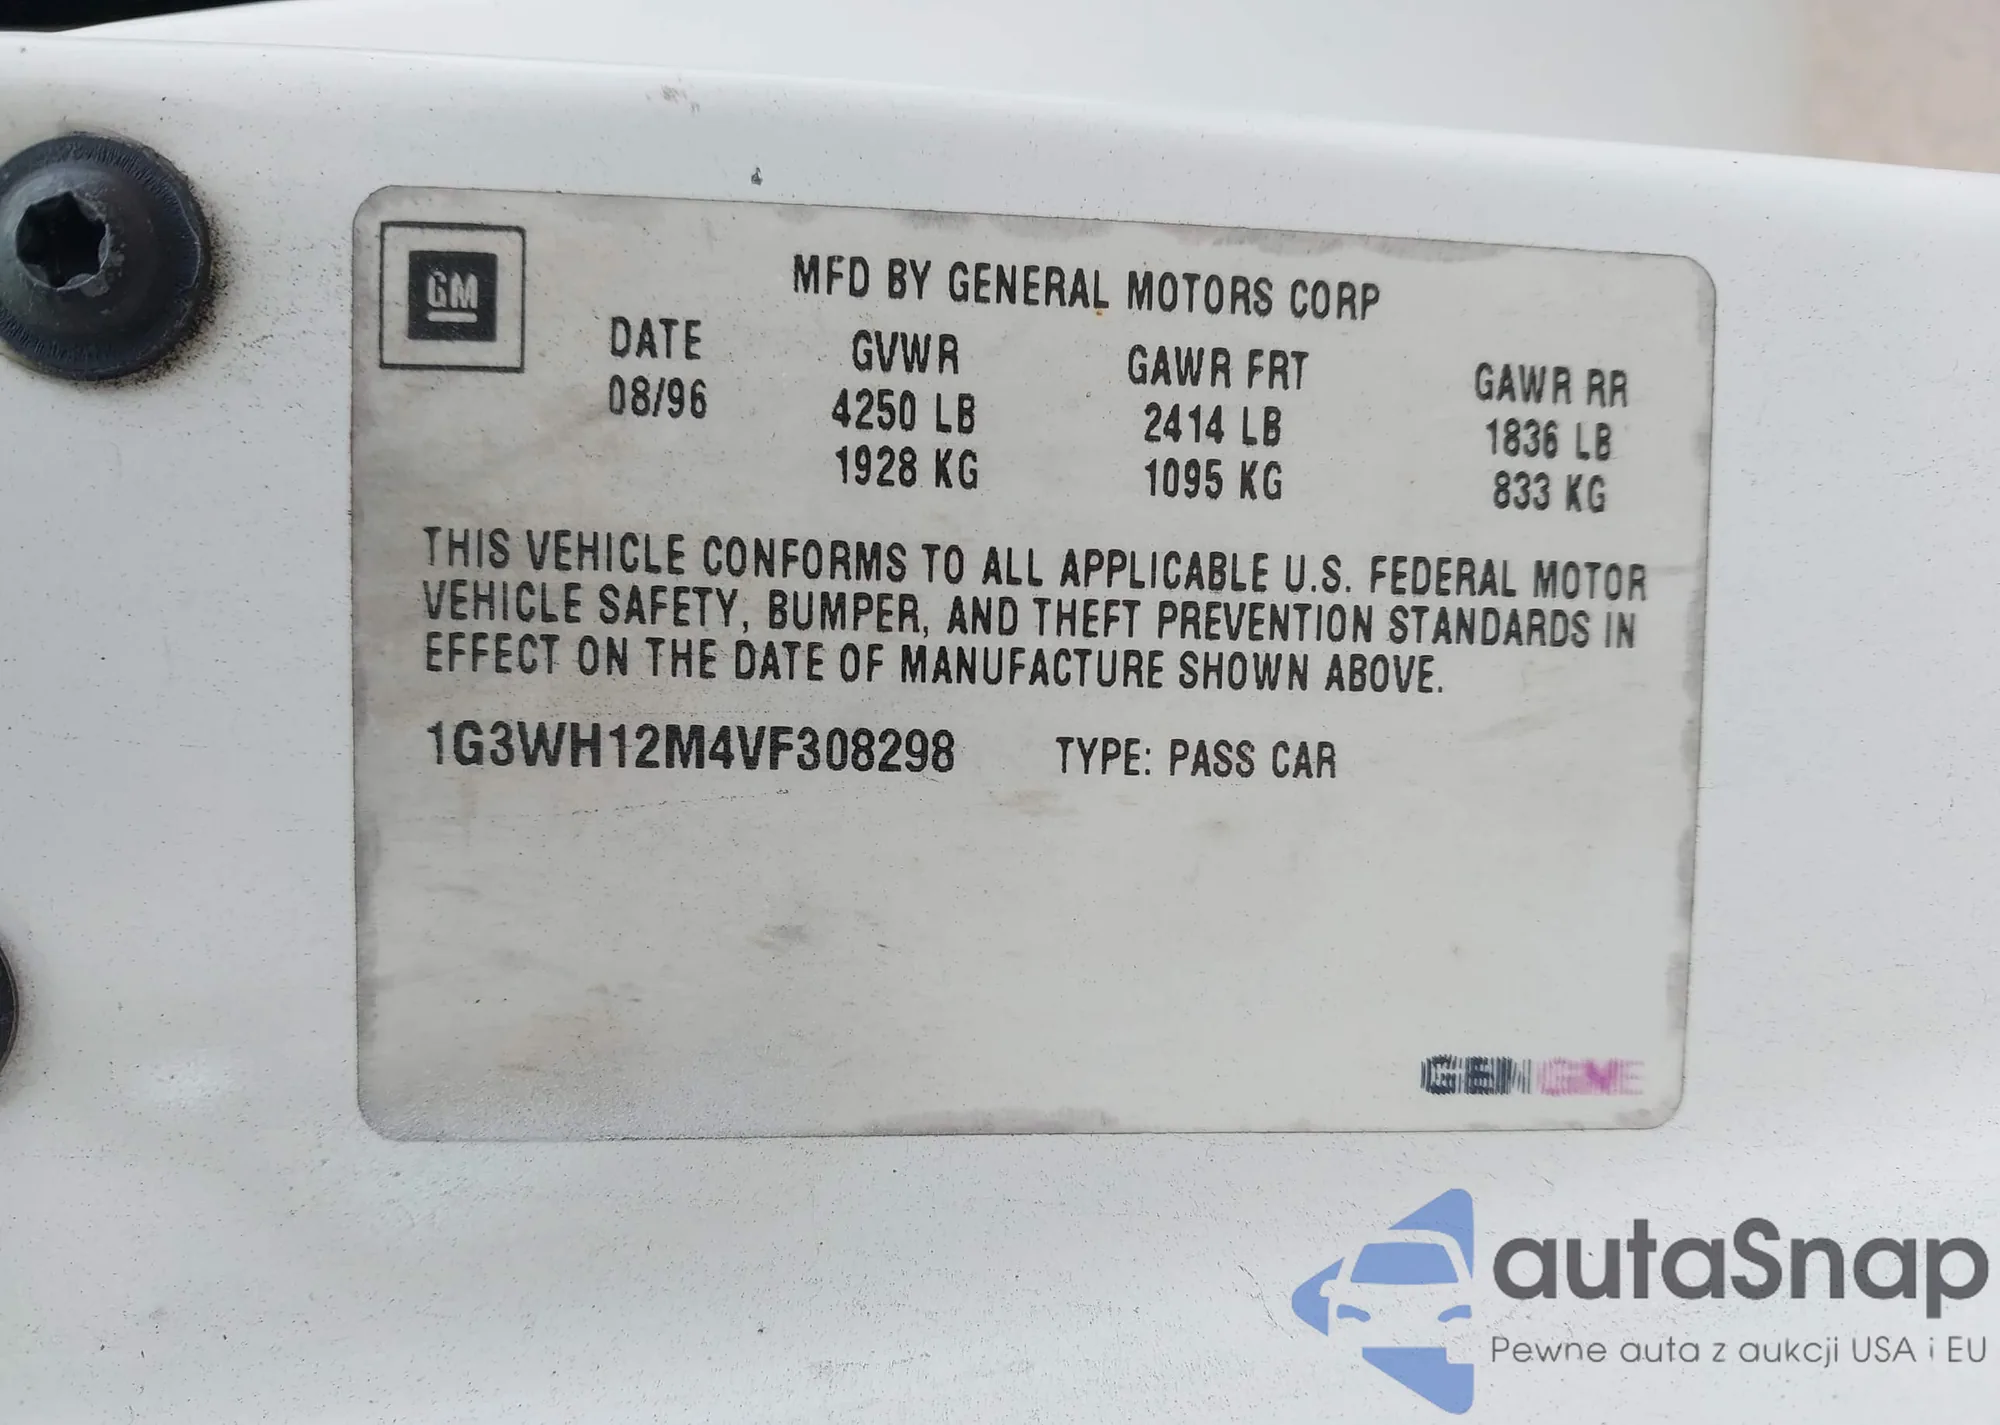 GM
MFD BY GENERAL MOTORS CORP
DATE GVWR GAWR FRT GAWR RR
08/96 4250 LB 2414 LB 1836 LB
1928 KG 1095 KG 833 KG
THIS VEHICLE CONFORMS TO ALL APPLICABLE U.S. FEDERAL MOTOR
VEHICLE SAFETY, BUMPER, AND THEFT PREVENTION STANDARDS IN
EFFECT ON THE DATE OF MANUFACTURE SHOWN ABOVE.
1G3WH12M4VF308298 TYPE: PASS CAR
autaSnap
Pewne auta z aukcji USA i EU